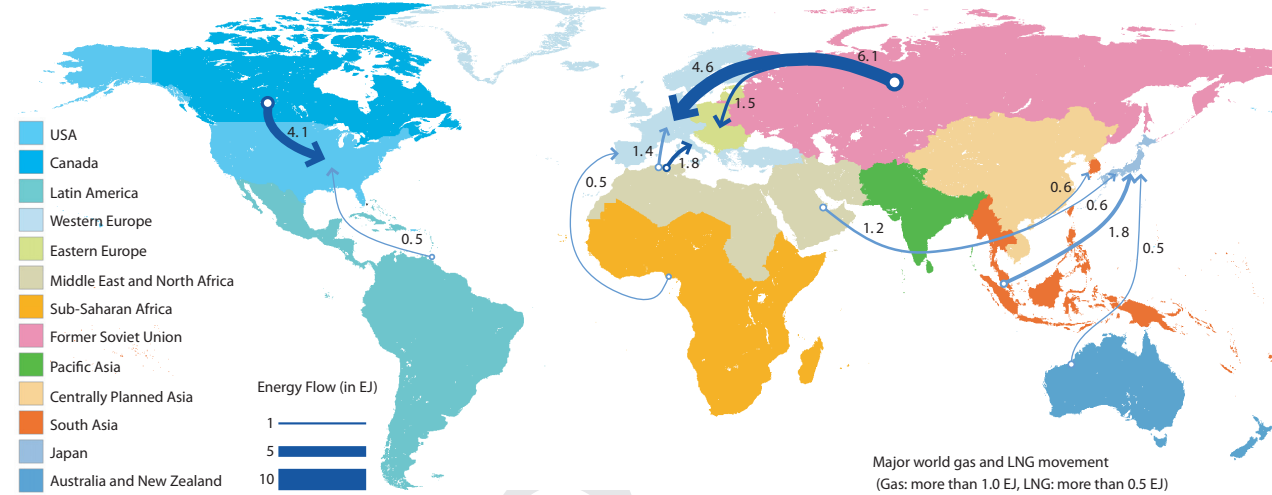 USA
Canada
Latin America
Western Europe
Eastern Europe
Middle East and North Africa
Sub-Saharan Africa
Former Soviet Union
Pacific Asia
Centrally Planned Asia
South Asia
Japan
Australia and New Zealand
Energy Flow (in EJ)
1
5
10
4.1
0.5
4.6
6.1
1.5
1.4
1.8
0.5
1.2
0.6
0.6
1.8
0.5
Major world gas and LNG movement
(Gas: more than 1.0 EJ, LNG: more than 0.5 EJ)